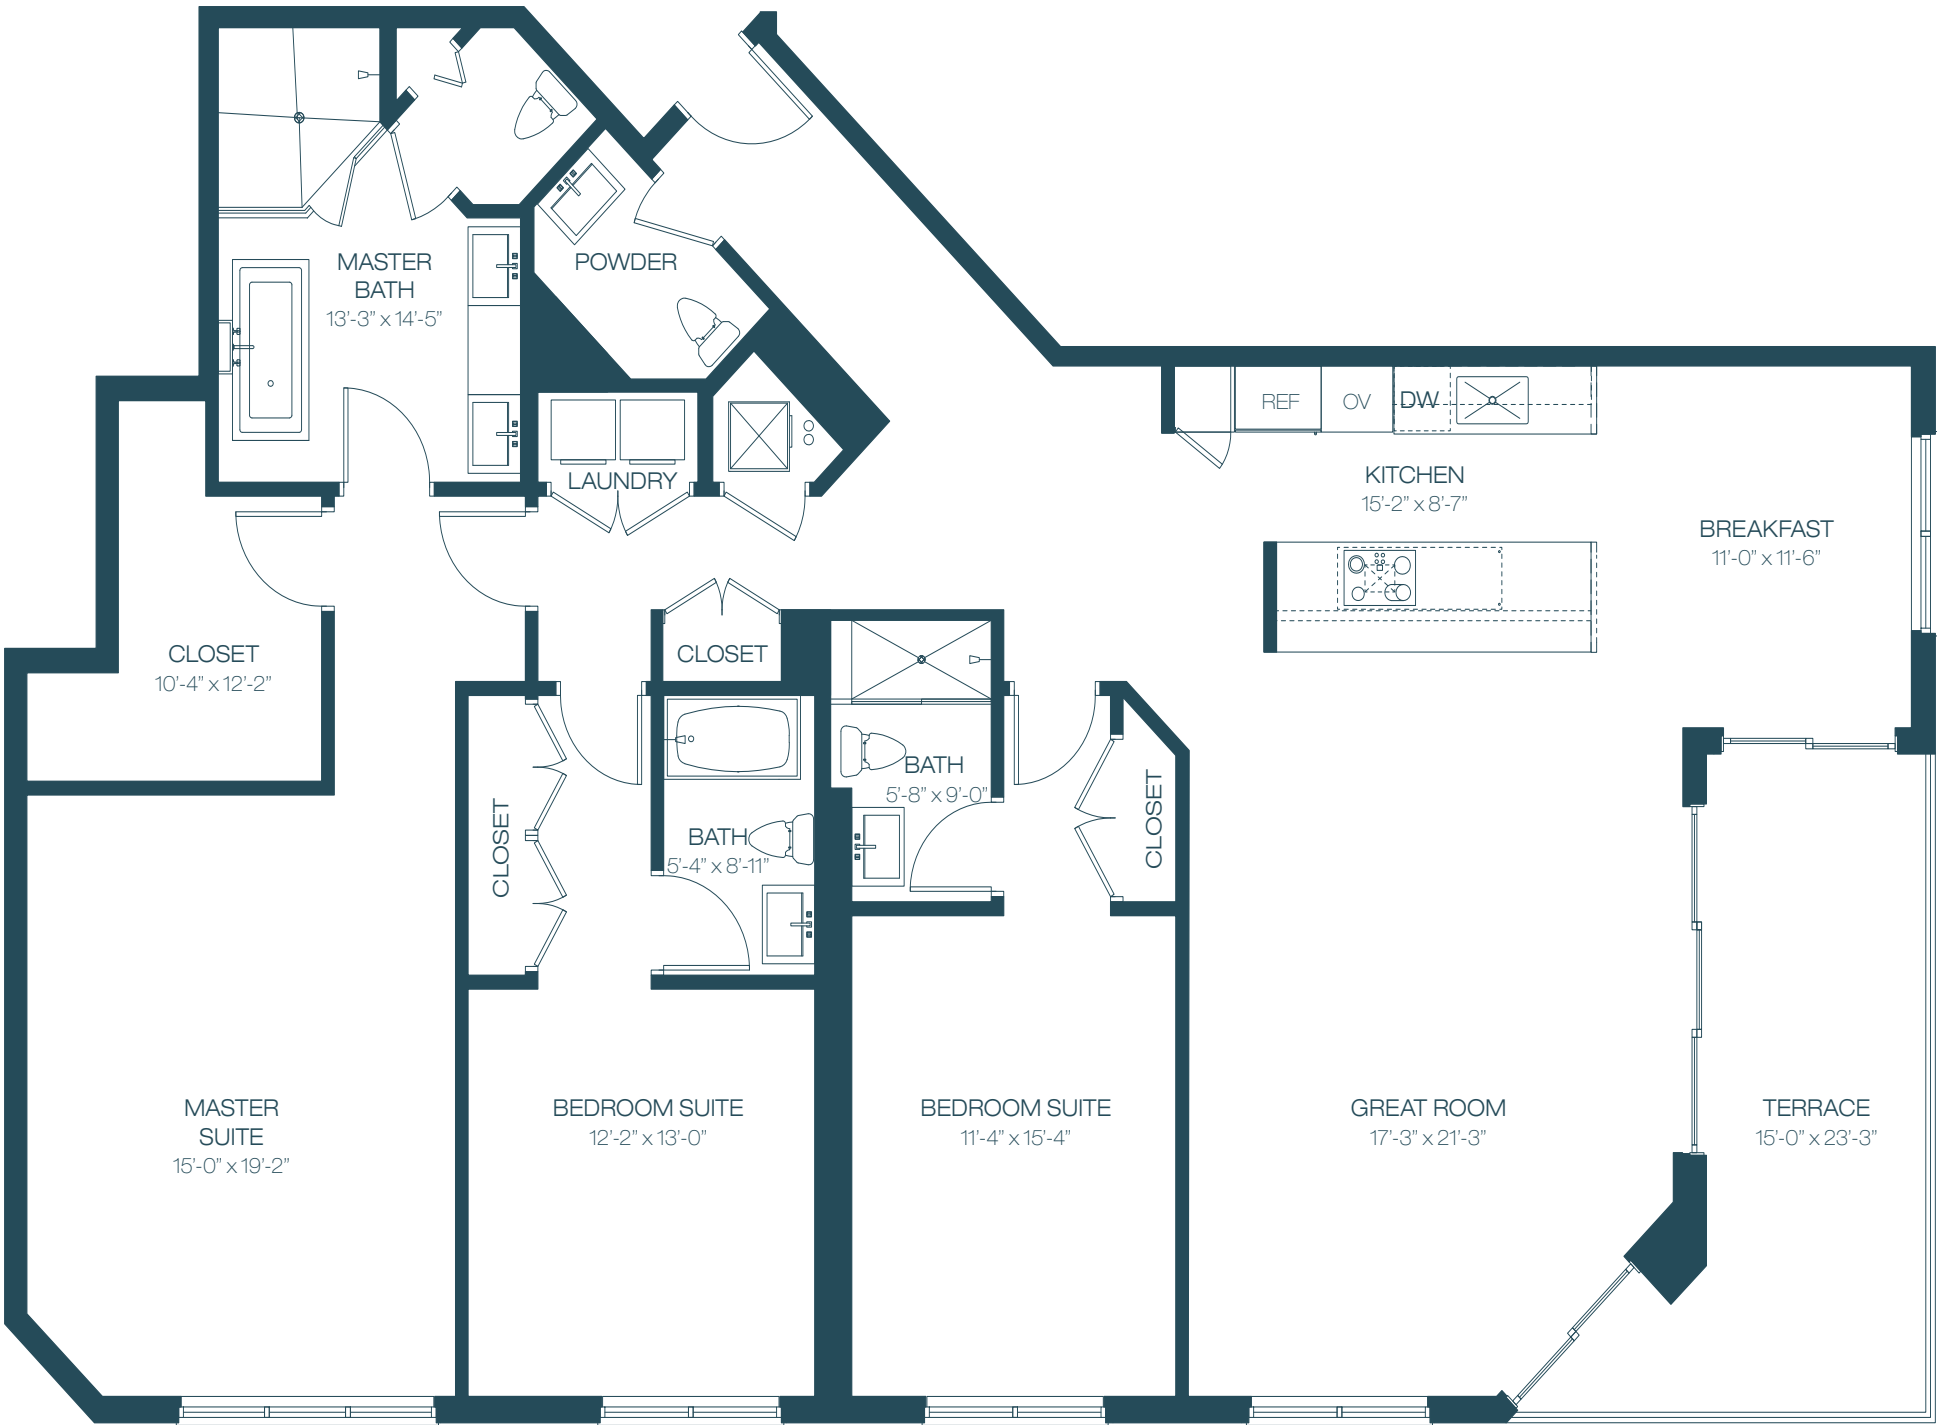 MASTER
BATH
13'-3" x 14'-5"
POWDER
LAUNDRY
REF
OV
DW
KITCHEN
15'-2" x 8'-7"
BREAKFAST
11'-0" x 11'-6"
CLOSET
10'-4" x 12'-2"
CLOSET
CLOSET
BATH
5'-4" x 8'-11"
BATH
5'-8" x 9'-0"
CLOSET
MASTER
SUITE
15'-0" x 19'-2"
BEDROOM SUITE
12'-2" x 13'-0"
BEDROOM SUITE
11'-4" x 15'-4"
GREAT ROOM
17'-3" x 21'-3"
TERRACE
15'-0" x 23'-3"